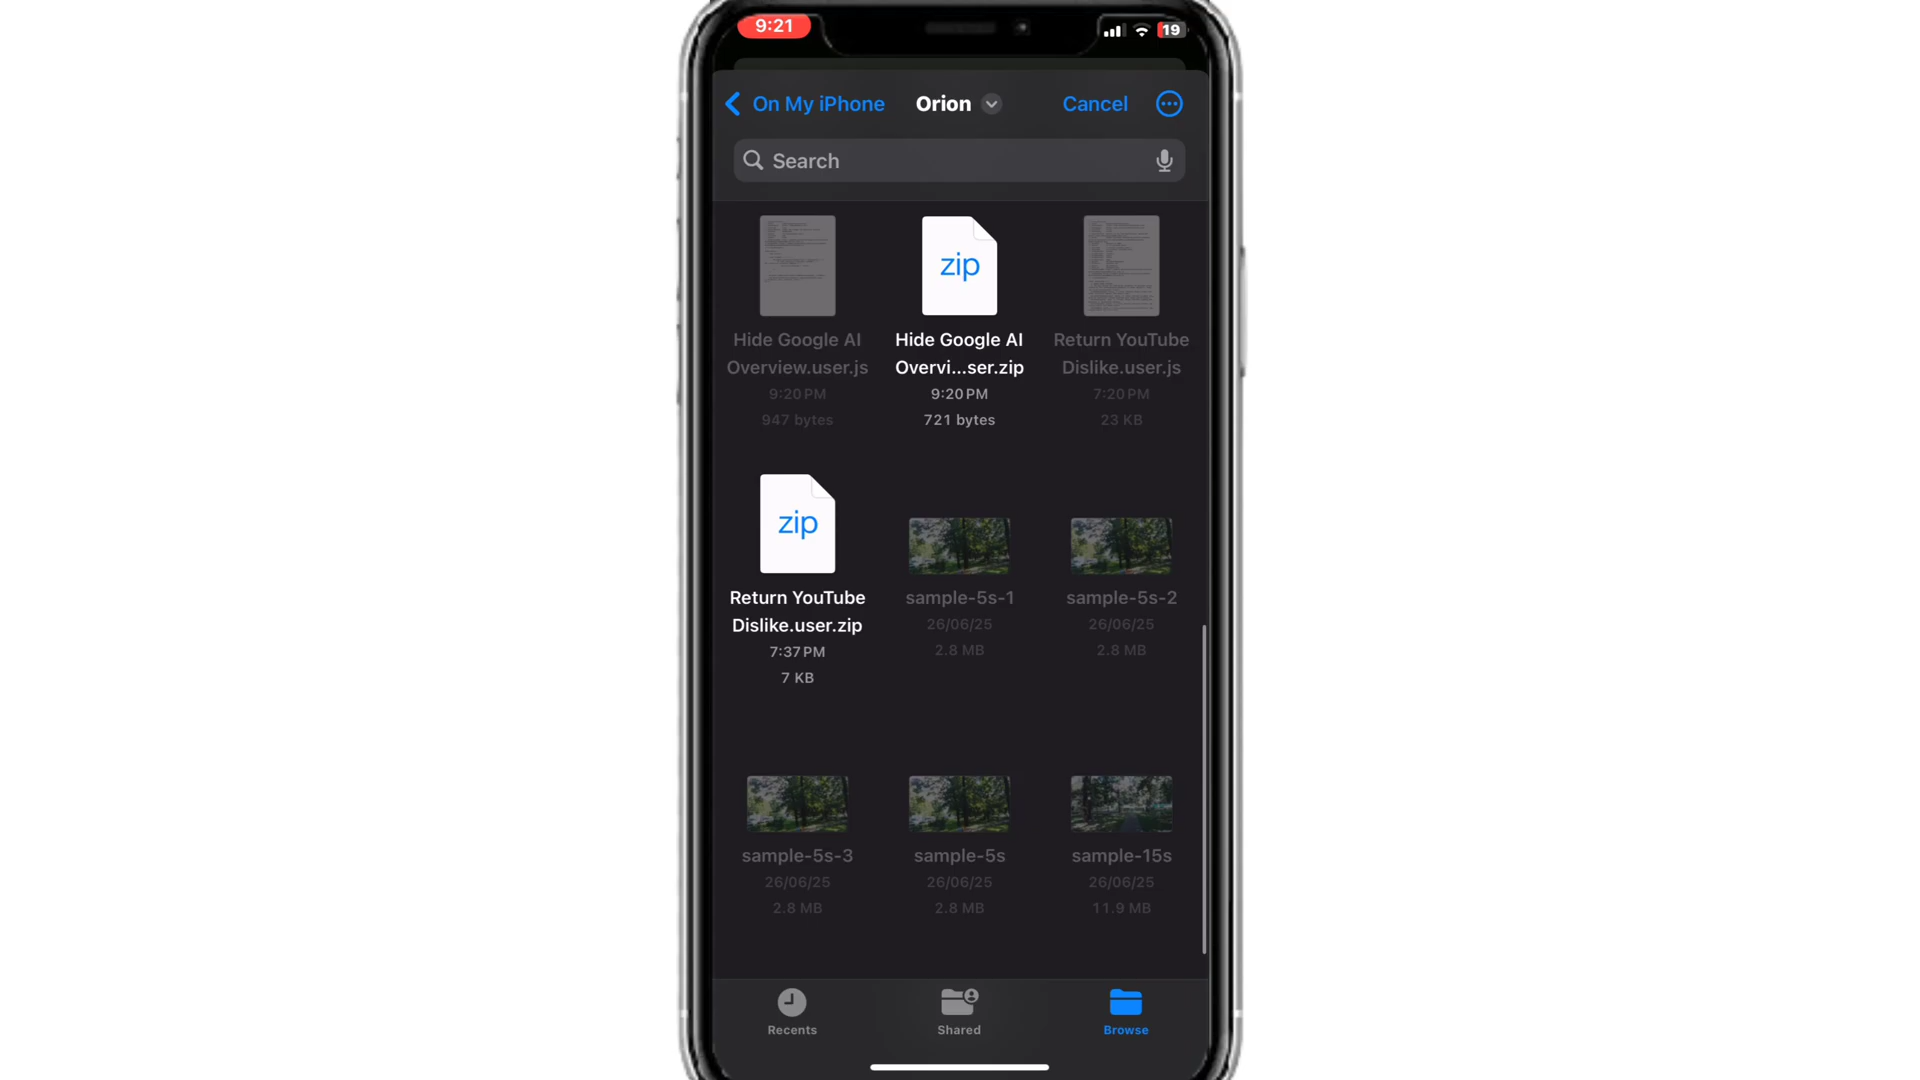 9:21
19
On My iPhone
Orion
Cancel
Search
zip
Hide Google AI
Overview.user.js
9:20 PM
947 bytes
Hide Google AI
Overvi...ser.zip
9:20 PM
721 bytes
Return YouTube
Dislike.user.js
7:20 PM
23 KB
zip
Return YouTube
Dislike.user.zip
7:37 PM
7 KB
sample-5s-1
26/06/25
2.8 MB
sample-5s-2
26/06/25
2.8 MB
sample-5s-3
26/06/25
2.8 MB
sample-5s
26/06/25
2.8 MB
sample-15s
26/06/25
11.9 MB
Recents
Shared
Browse